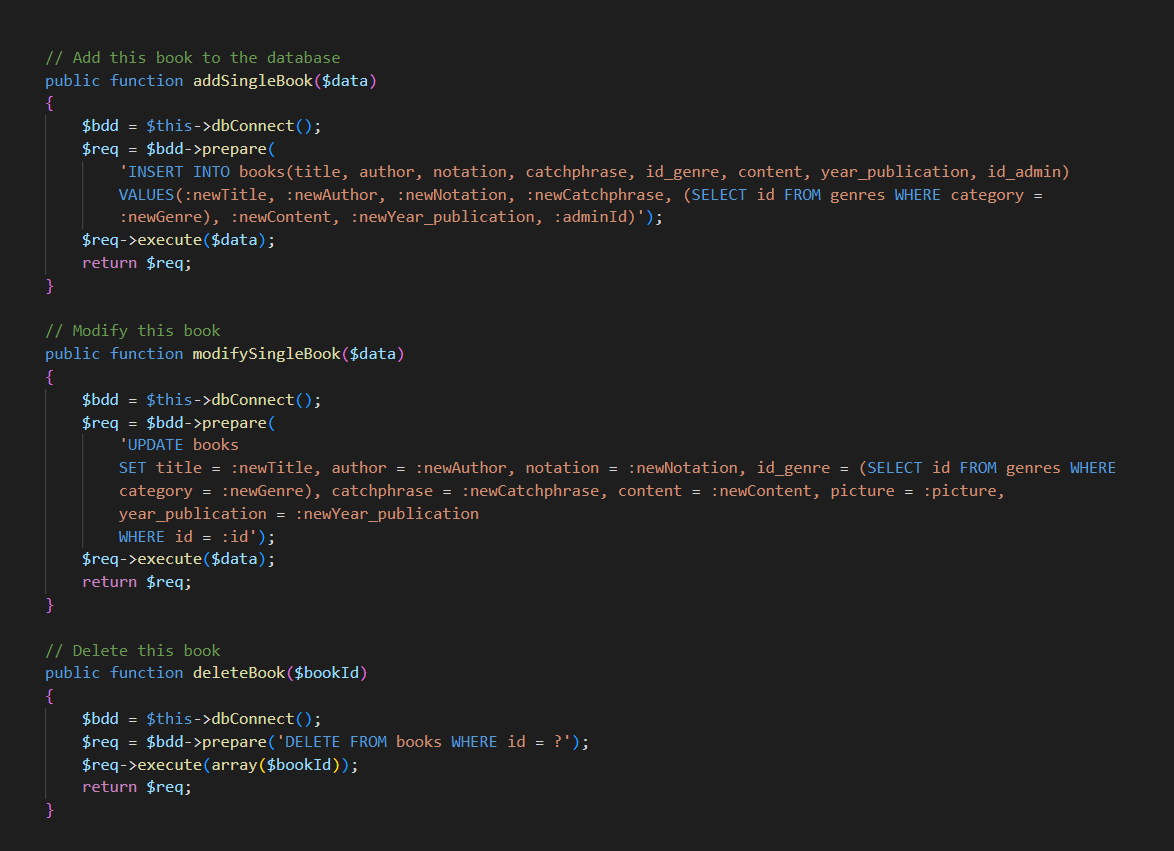 // Add this book to the database
public function addSingleBook($data)
{
$bdd = $this->dbConnect();
$req = $bdd->prepare(
'INSERT INTO books(title, author, notation, catchphrase, id_genre, content, year_publication, id_admin)
VALUES(:newTitle, :newAuthor, :newNotation, :newCatchphrase, (SELECT id FROM genres WHERE category =
:newGenre), :newContent, :newYear_publication, :adminId)');
$req->execute($data);
return $req;
}
// Modify this book
public function modifySingleBook($data)
{
$bdd = $this->dbConnect();
$req = $bdd->prepare(
'UPDATE books
SET title = :newTitle, author = :newAuthor, notation = :newNotation, id_genre = (SELECT id FROM genres WHERE
category = :newGenre), catchphrase = :newCatchphrase, content = :newContent, picture = :picture,
year_publication = :newYear_publication
WHERE id = :id');
$req->execute($data);
return $req;
}
// Delete this book
public function deleteBook($bookId)
{
$bdd = $this->dbConnect();
$req = $bdd->prepare('DELETE FROM books WHERE id = ?');
$req->execute(array($bookId));
return $req;
}